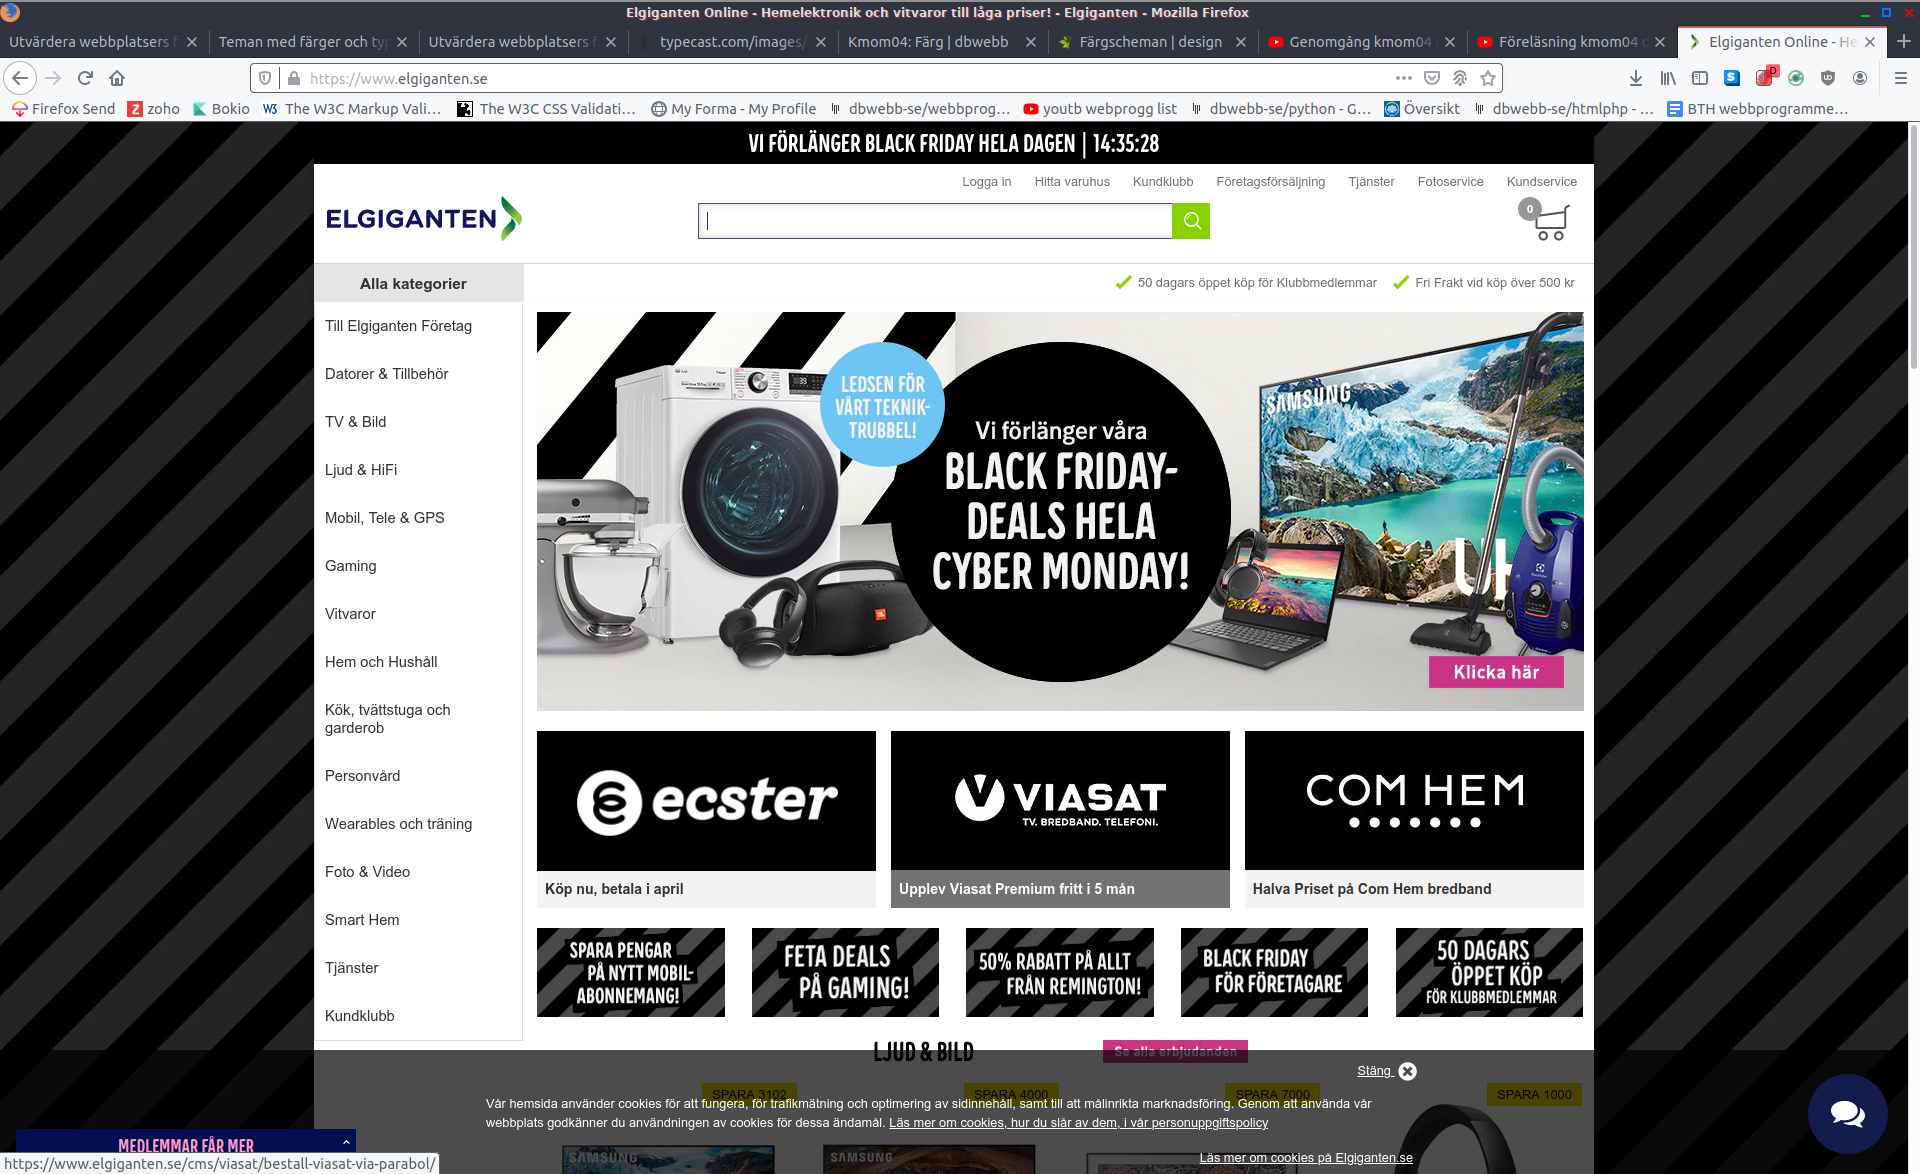 Elgiganten Online - Hemelektronik och vitvaror till låga priser! - Elgiganten - Mozilla Firefox
Utvärdera webbplatsers f
Teman med färger och typ
Utvärdera webbplatsers f
typecast.com/images/
Kmom04: Färg | dbwebb
Färgscheman | design
Genomgång kmom04
Föreläsning kmom04
Elgiganten Online - He
https://www.elgiganten.se
Firefox Send
zoho
Bokio
The W3C Markup Vali...
The W3C CSS Validati...
My Forma - My Profile
dbwebb-se/webbprog...
youtb webprogg list
dbwebb-se/python - G...
Översikt
dbwebb-se/htmlphp - ...
BTH webbprogramme...
VI FÖRLÄNGER BLACK FRIDAY HELA DAGEN | 14:35:28
Logga in
Hitta varuhus
Kundklubb
Företagsförsäljning
Tjänster
Fotoservice
Kundservice
ELGIGANTEN
0
Alla kategorier
50 dagars öppet köp för Klubbmedlemmar
Fri Frakt vid köp över 500 kr
Till Elgiganten Företag
Datorer & Tillbehör
TV & Bild
Ljud & HiFi
Mobil, Tele & GPS
Gaming
Vitvaror
Hem och Hushåll
Kök, tvättstuga och
garderob
Personvård
Wearables och träning
Foto & Video
Smart Hem
Tjänster
Kundklubb
LEDSEN FÖR
VÅRT TEKNIK-
TRUBBEL!
Vi förlänger våra
BLACK FRIDAY-
DEALS HELA
CYBER MONDAY!
SAMSUNG
JBL
Klicka här
ecster
Köp nu, betala i april
VIASAT
TV. BREDBAND. TELEFONI.
Upplev Viasat Premium fritt i 5 mån
COM HEM
Halva Priset på Com Hem bredband
SPARA PENGAR
PÅ NYTT MOBIL-
ABONNEMANG!
FETA DEALS
PÅ GAMING!
50% RABATT PÅ ALLT
FRÅN REMINGTON!
BLACK FRIDAY
FÖR FÖRETAGARE
50 DAGARS
ÖPPET KÖP
FÖR KLUBBMEDLEMMAR
LJUD & BILD
Se alla erbjudanden
Stäng
SPARA 3102
SPARA 4000
SPARA 7000
SPARA 1000
Vår hemsida använder cookies för att fungera, för trafikmätning och optimering av sidinnehåll, samt till att målinrikta marknadsföring. Genom att använda vår
webbplats godkänner du användningen av cookies för dessa ändamål. Läs mer om cookies, hur du slår av dem, i vår personuppgiftspolicy
Läs mer om cookies på Elgiganten.se
SAMSUNG
SAMSUNG
MEDLEMMAR FÅR MER
https://www.elgiganten.se/cms/viasat/bestall-viasat-via-parabol/